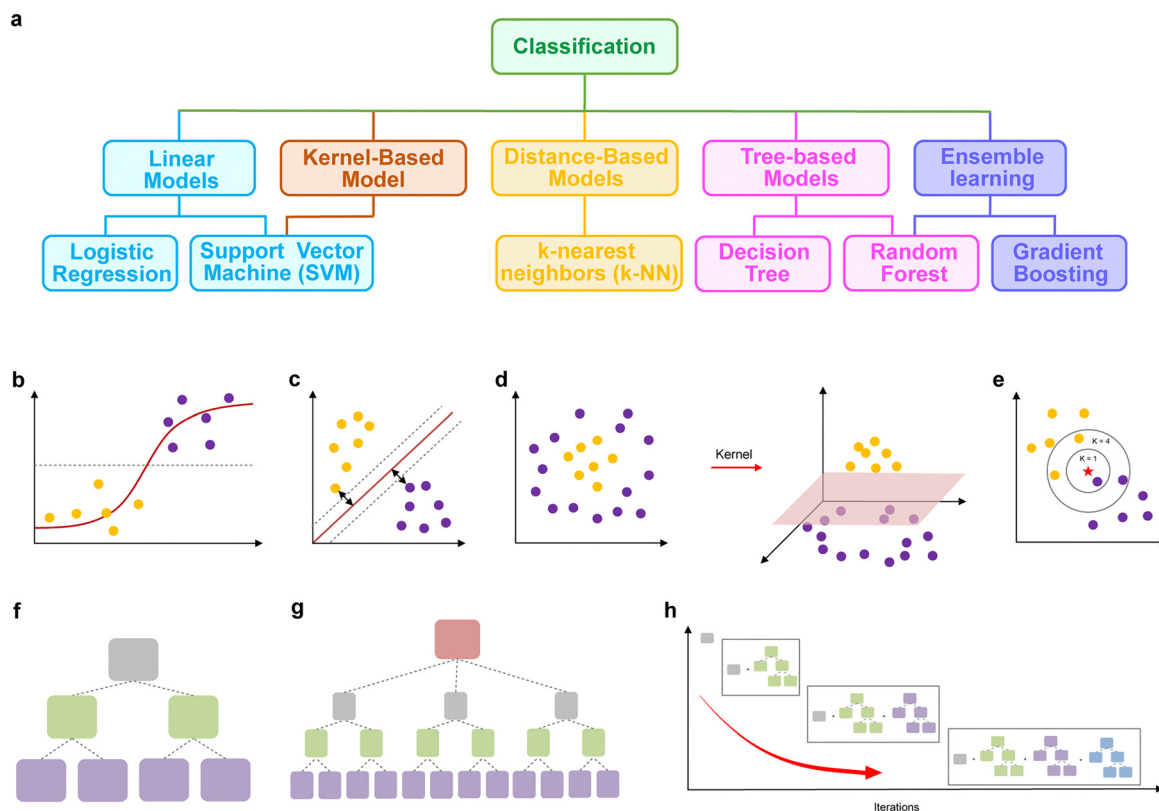 a
Classification
Linear
Models
Kernel-Based
Model
Distance-Based
Models
Tree-based
Models
Ensemble
learning
Logistic
Regression
Support Vector
Machine (SVM)
k-nearest
neighbors (k-NN)
Decision
Tree
Random
Forest
Gradient
Boosting
b
c
d
Kernel
e
K = 4
K = 1
f
g
h
Iterations